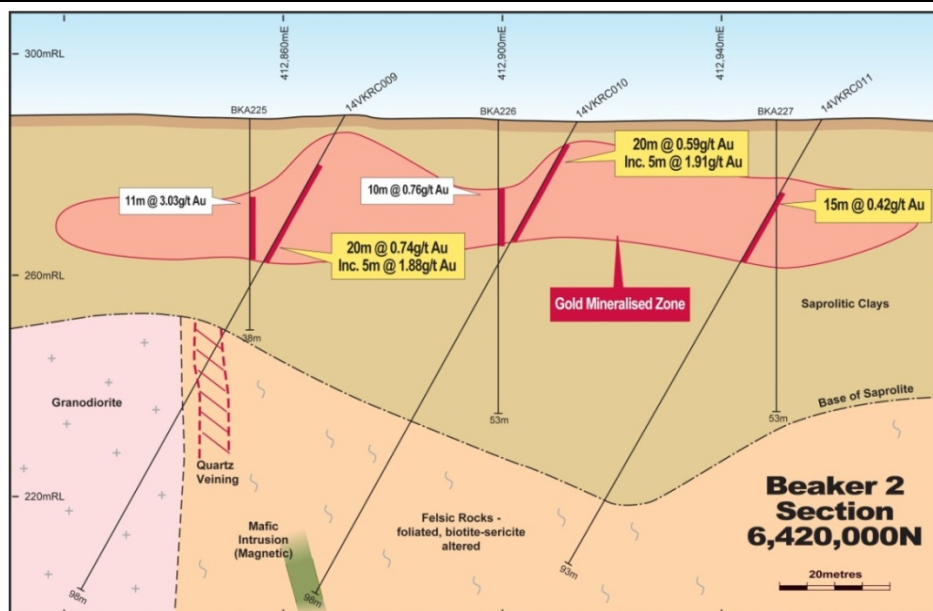 412,860mE
412,900mE
412,940mE
300mRL
BKA225
14VKRC009
BKA226
14VKRC010
BKA227
14VKRC011
20m @ 0.59g/t Au
Inc. 5m @ 1.91g/t Au
11m @ 3.03g/t Au
10m @ 0.76g/t Au
15m @ 0.42g/t Au
20m @ 0.74g/t Au
Inc. 5m @ 1.88g/t Au
260mRL
Gold Mineralised Zone
Saprolitic Clays
38m
Granodiorite
Base of Saprolite
53m
53m
Quartz
Veining
220mRL
Mafic
Intrusion
(Magnetic)
Felsic Rocks -
foliated, biotite-sericite
altered
Beaker 2
Section
6,420,000N
98m
98m
93m
20metres